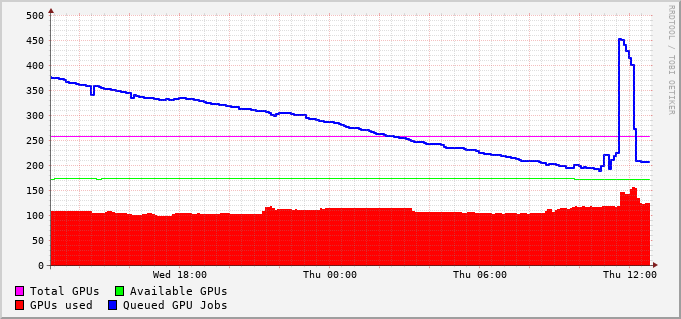 500
450
400
350
300
250
200
150
100
50
0
Wed 18:00 Thu 00:00 Thu 06:00 Thu 12:00
Total GPUs Available GPUs
GPUs used Queued GPU Jobs
RRDTOOL / TOBI OETIKER